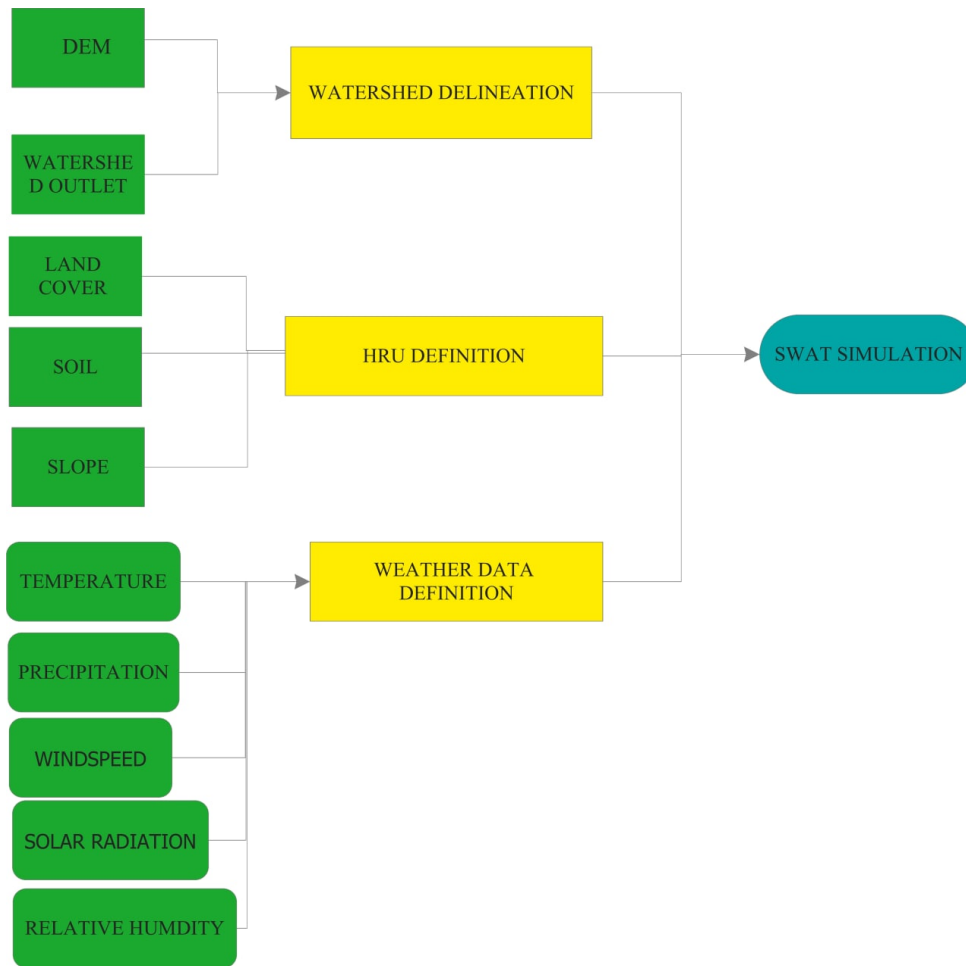 DEM
WATERSHED DELINEATION
WATERSHE
D OUTLET
LAND
COVER
HRU DEFINITION
SWAT SIMULATION
SOIL
SLOPE
TEMPERATURE
WEATHER DATA
DEFINITION
PRECIPITATION
WINDSPEED
SOLAR RADIATION
RELATIVE HUMDITY